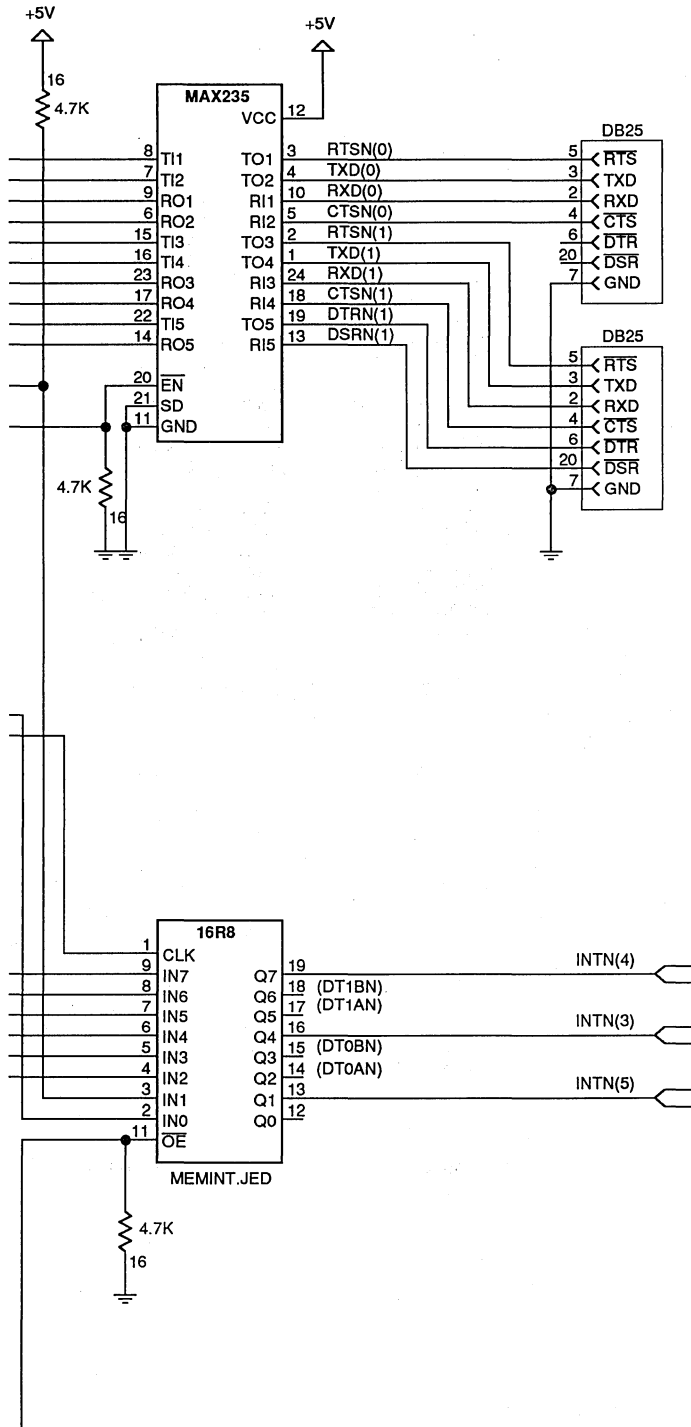 +5V
+5V
16
4.7K
MAX235
VCC 12
8 TI1 TO1 3 RTSN(0)
7 TI2 TO2 4 TXD(0)
9 RO1 RI1 10 RXD(0)
6 RO2 RI2 5 CTSN(0)
15 TI3 TO3 2 RTSN(1)
16 TI4 TO4 1 TXD(1)
23 RO3 RI3 24 RXD(1)
17 RO4 RI4 18 CTSN(1)
22 TI5 TO5 19 DTRN(1)
14 RO5 RI5 13 DSRN(1)
20 EN
21 SD
11 GND
4.7K
16
DB25
5 RTS
3 TXD
2 RXD
4 CTS
6 DTR
20 DSR
7 GND
DB25
5 RTS
3 TXD
2 RXD
4 CTS
6 DTR
20 DSR
7 GND
16R8
1 CLK
9 IN7 Q7 19 INTN(4)
8 IN6 Q6 18 (DT1BN)
7 IN5 Q5 17 (DT1AN)
6 IN4 Q4 16 INTN(3)
5 IN3 Q3 15 (DT0BN)
4 IN2 Q2 14 (DT0AN)
3 IN1 Q1 13 INTN(5)
2 IN0 Q0 12
11 OE
MEMINT.JED
4.7K
16